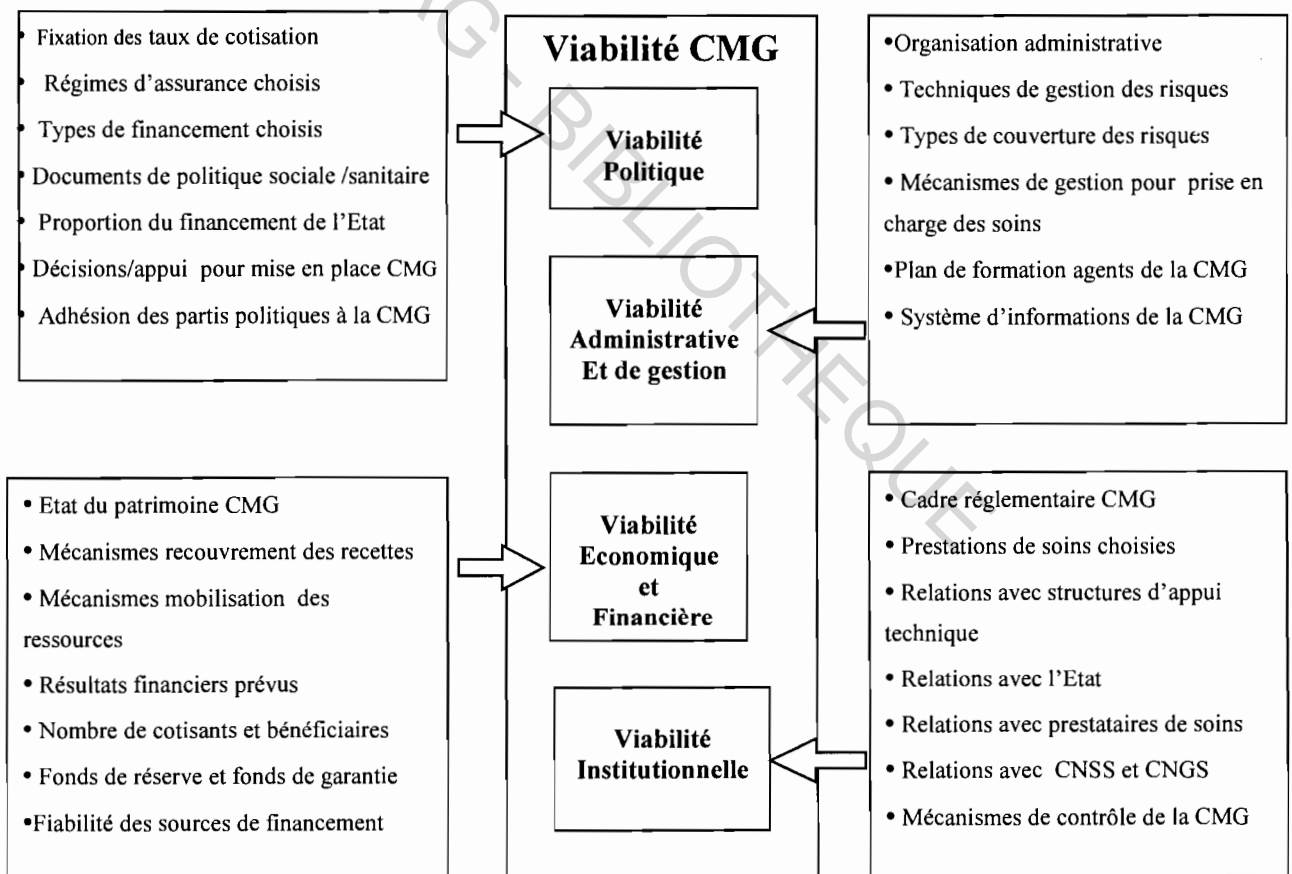 • Fixation des taux de cotisation
• Régimes d'assurance choisis
• Types de financement choisis
• Documents de politique sociale /sanitaire
• Proportion du financement de l'Etat
• Décisions/appui pour mise en place CMG
• Adhésion des partis politiques à la CMG
Viabilité CMG
Viabilité
Politique
Viabilité
Administrative
Et de gestion
Viabilité
Economique
et
Financière
Viabilité
Institutionnelle
•Organisation administrative
• Techniques de gestion des risques
• Types de couverture des risques
• Mécanismes de gestion pour prise en
charge des soins
•Plan de formation agents de la CMG
• Système d'informations de la CMG
• Etat du patrimoine CMG
• Mécanismes recouvrement des recettes
• Mécanismes mobilisation des
ressources
• Résultats financiers prévus
• Nombre de cotisants et bénéficiaires
• Fonds de réserve et fonds de garantie
•Fiabilité des sources de financement
• Cadre réglementaire CMG
• Prestations de soins choisies
• Relations avec structures d'appui
technique
• Relations avec l'Etat
• Relations avec prestataires de soins
• Relations avec CNSS et CNGS
• Mécanismes de contrôle de la CMG
G - BIBLIOTHEQUE